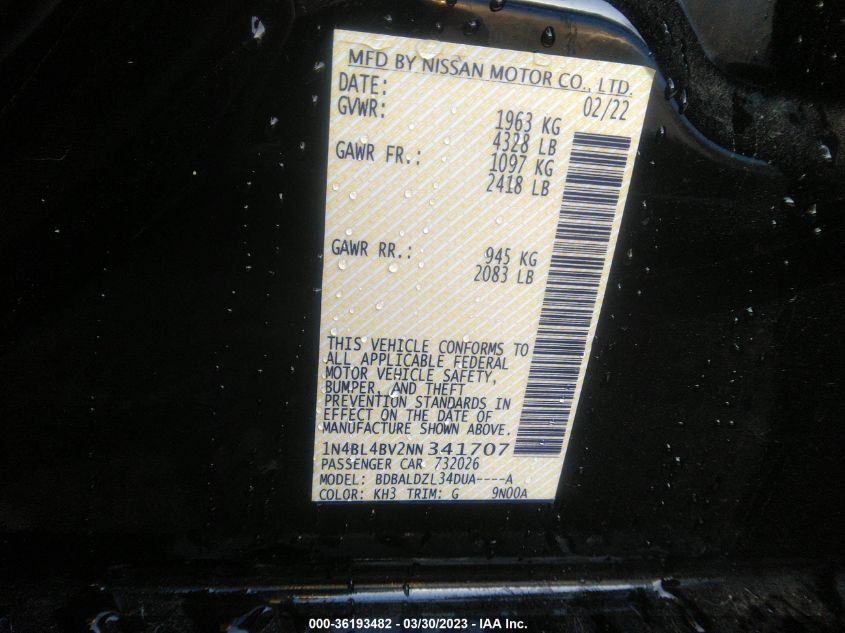 MFD BY NISSAN MOTOR CO., LTD.
DATE: 02/22
GVWR: 1963 KG
4328 LB
GAWR FR.: 1097 KG
2418 LB
GAWR RR.: 945 KG
2083 LB
THIS VEHICLE CONFORMS TO
ALL APPLICABLE FEDERAL
MOTOR VEHICLE SAFETY,
BUMPER, AND THEFT
PREVENTION STANDARDS IN
EFFECT ON THE DATE OF
MANUFACTURE SHOWN ABOVE.
1N4BL4BV2NN341707
PASSENGER CAR 732026
MODEL: BDBALDZL34DUA----A
COLOR: KH3 TRIM: G 9N00A
000-36193482 - 03/30/2023 - IAA Inc.